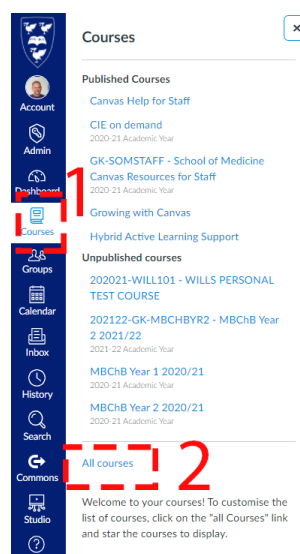 Courses
×
Account
Admin
Dashboard
Courses
Groups
Calendar
Inbox
History
Search
Commons
Studio
?
1
Published Courses
Canvas Help for Staff
CIE on demand
2020-21 Academic Year
GK-SOMSTAFF - School of Medicine
Canvas Resources for Staff
2020-21 Academic Year
Growing with Canvas
Hybrid Active Learning Support
Unpublished courses
202021-WILL101 - WILLS PERSONAL
TEST COURSE
202122-GK-MBCHBYR2 - MBChB Year
2 2021/22
2021-22 Academic Year
MBChB Year 1 2020/21
2020-21 Academic Year
MBChB Year 2 2020/21
2020-21 Academic Year
All courses
2
Welcome to your courses! To customise the
list of courses, click on the "all Courses" link
and star the courses to display.